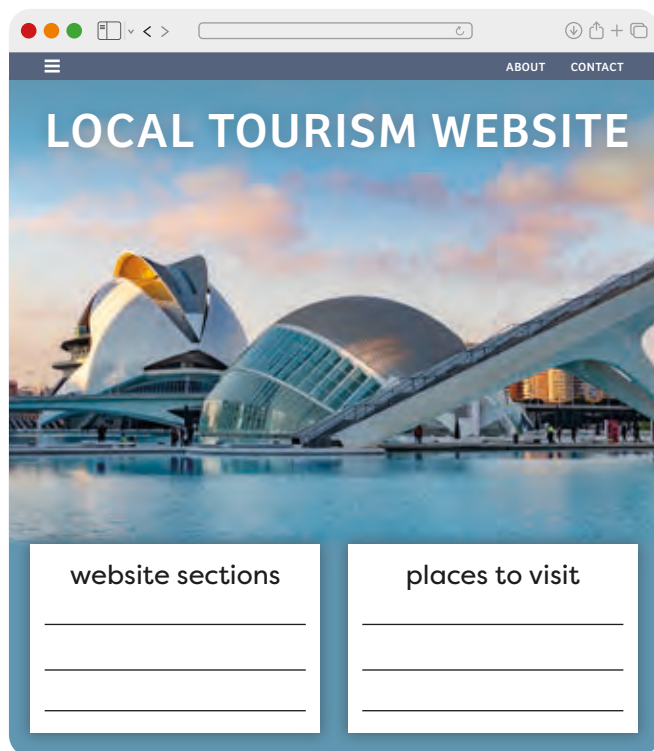 ABOUT CONTACT
LOCAL TOURISM WEBSITE
website sections
places to visit